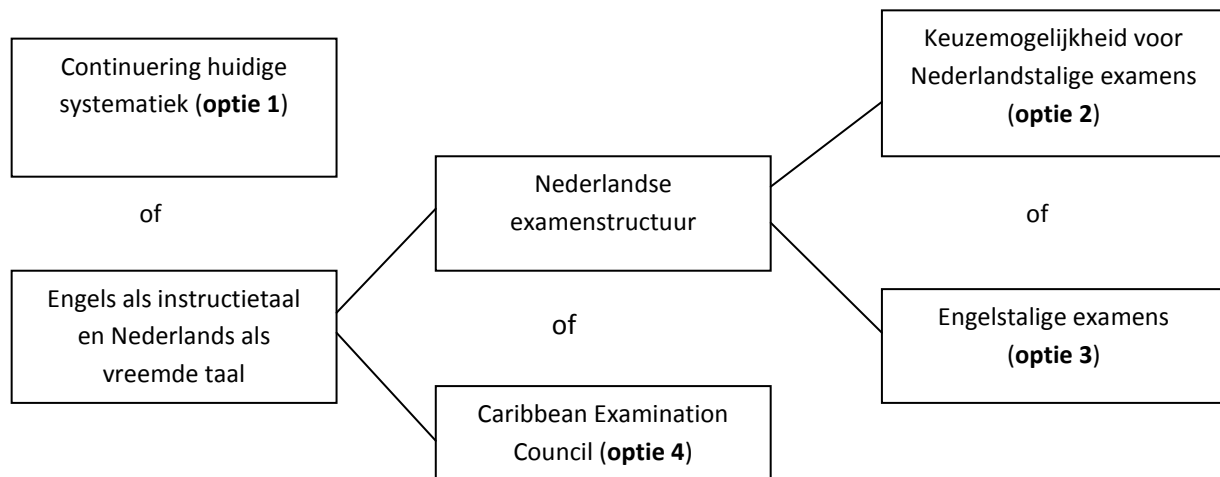 Continuering huidige
systematiek (optie 1)
of
Engels als instructietaal
en Nederlands als
vreemde taal
Nederlandse
examenstructuur
of
Caribbean Examination
Council (optie 4)
Keuzemogelijkheid voor
Nederlandstalige examens
(optie 2)
of
Engelstalige examens
(optie 3)